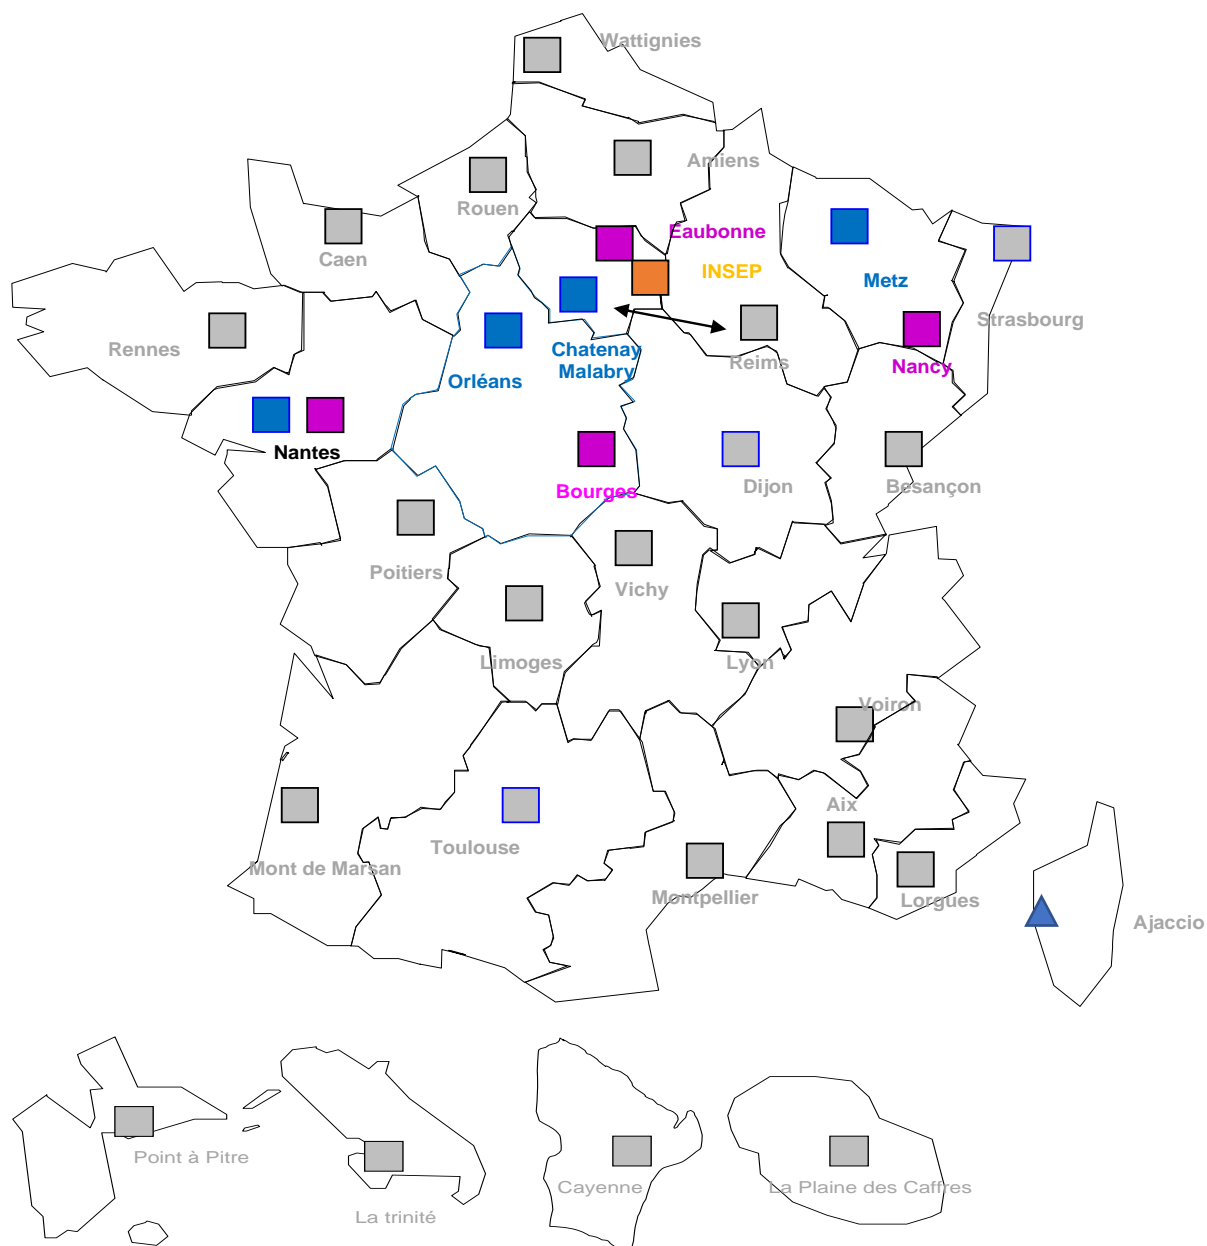 Wattignies
Amiens
Rouen
Eaubonne
Caen
INSEP
Metz
Strasbourg
Rennes
Chatenay
Malabry
Reims
Nancy
Orléans
Nantes
Bourges
Dijon
Besançon
Poitiers
Vichy
Limoges
Lyon
Voiron
Aix
Toulouse
Mont de Marsan
Montpellier
Lorgues
Ajaccio
Point à Pitre
La trinité
Cayenne
La Plaine des Caffres